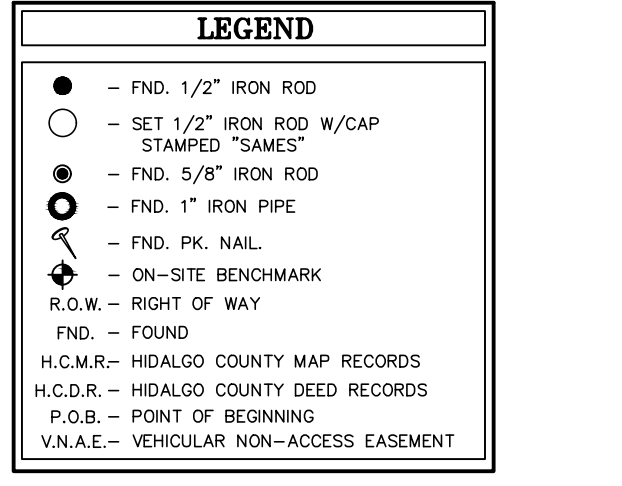 LEGEND
– FND. 1/2" IRON ROD
– SET 1/2" IRON ROD W/CAP
STAMPED "SAMES"
– FND. 5/8" IRON ROD
– FND. 1" IRON PIPE
– FND. PK. NAIL.
– ON–SITE BENCHMARK
R.O.W. – RIGHT OF WAY
FND. – FOUND
H.C.M.R.– HIDALGO COUNTY MAP RECORDS
H.C.D.R. – HIDALGO COUNTY DEED RECORDS
P.O.B. – POINT OF BEGINNING
V.N.A.E.– VEHICULAR NON–ACCESS EASEMENT